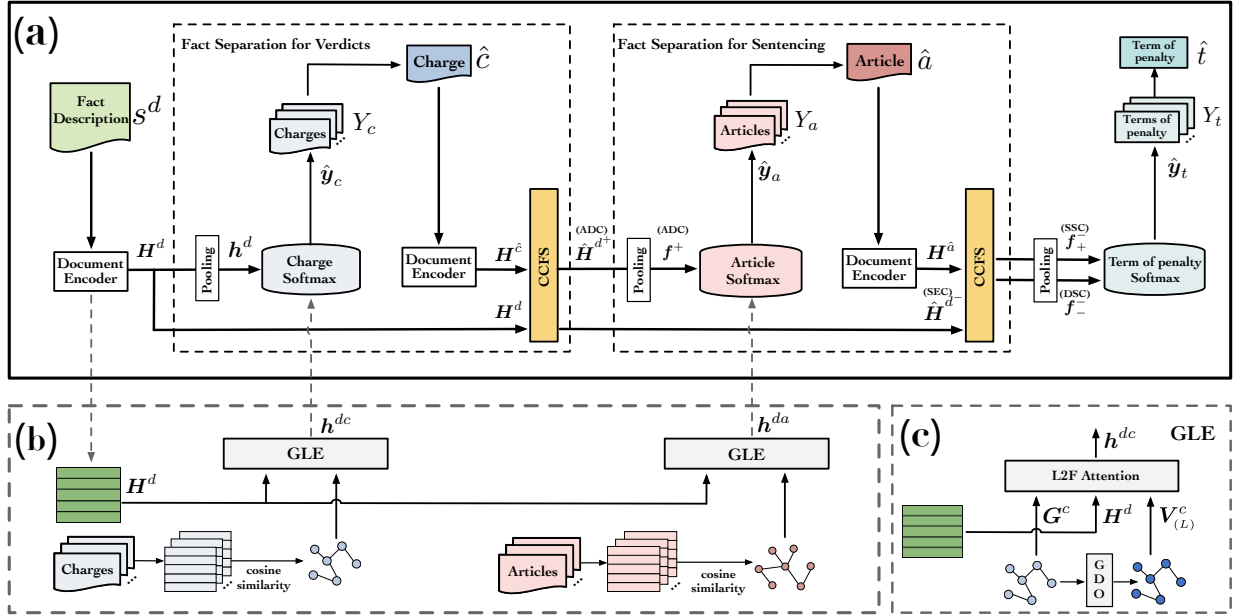 (a)
Fact Separation for Verdicts
Fact Separation for Sentencing
Fact
Description
s^d
Charge
ĉ
Article
â
Term of
penalty
t̂
Charges
Y_c
Articles
Y_a
Terms of
penalty
Y_t
ŷ_c
ŷ_a
ŷ_t
Document
Encoder
H^d
Pooling
h^d
Charge
Softmax
Document
Encoder
H^ĉ
H^d
CCFS
(ADC)
Ĥ^{d+}
Pooling
(ADC)
f^+
Article
Softmax
Document
Encoder
H^â
(SEC)
Ĥ^{d−}
CCFS
Pooling
(SSC)
f^−_+
(DSC)
f^−_−
Term of penalty
Softmax
(b)
h^{dc}
GLE
h^{da}
GLE
H^d
Charges
cosine
similarity
Articles
cosine
similarity
(c)
GLE
h^{dc}
L2F Attention
G^c
H^d
V^c_{(L)}
G
D
O